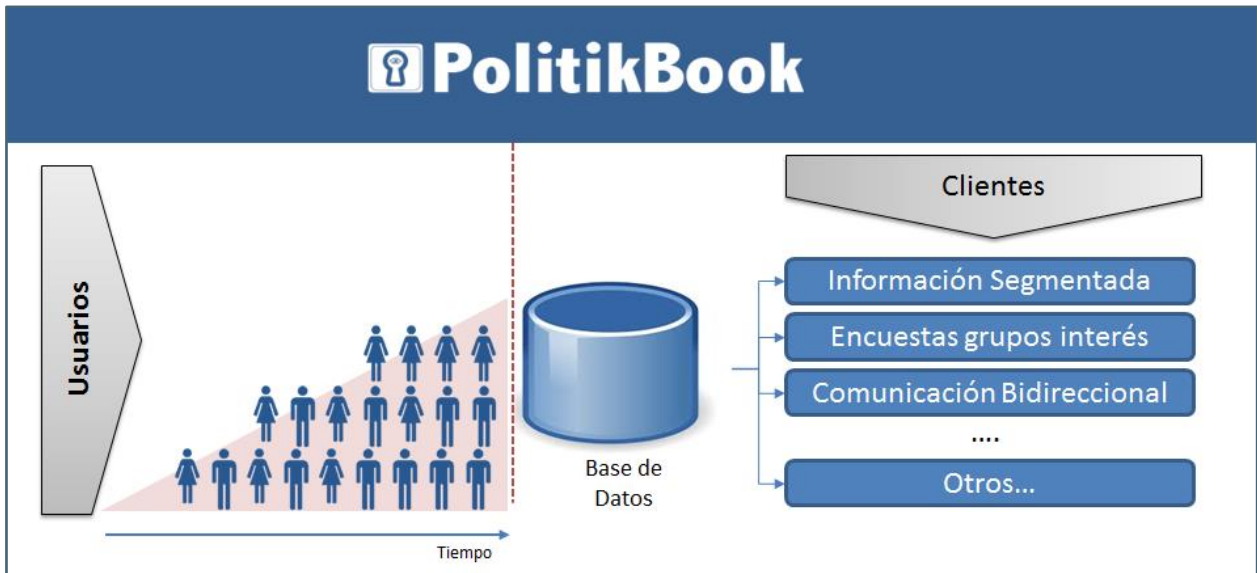 PolitikBook
Usuarios
Tiempo
Base de
Datos
Clientes
Información Segmentada
Encuestas grupos interés
Comunicación Bidireccional
....
Otros...